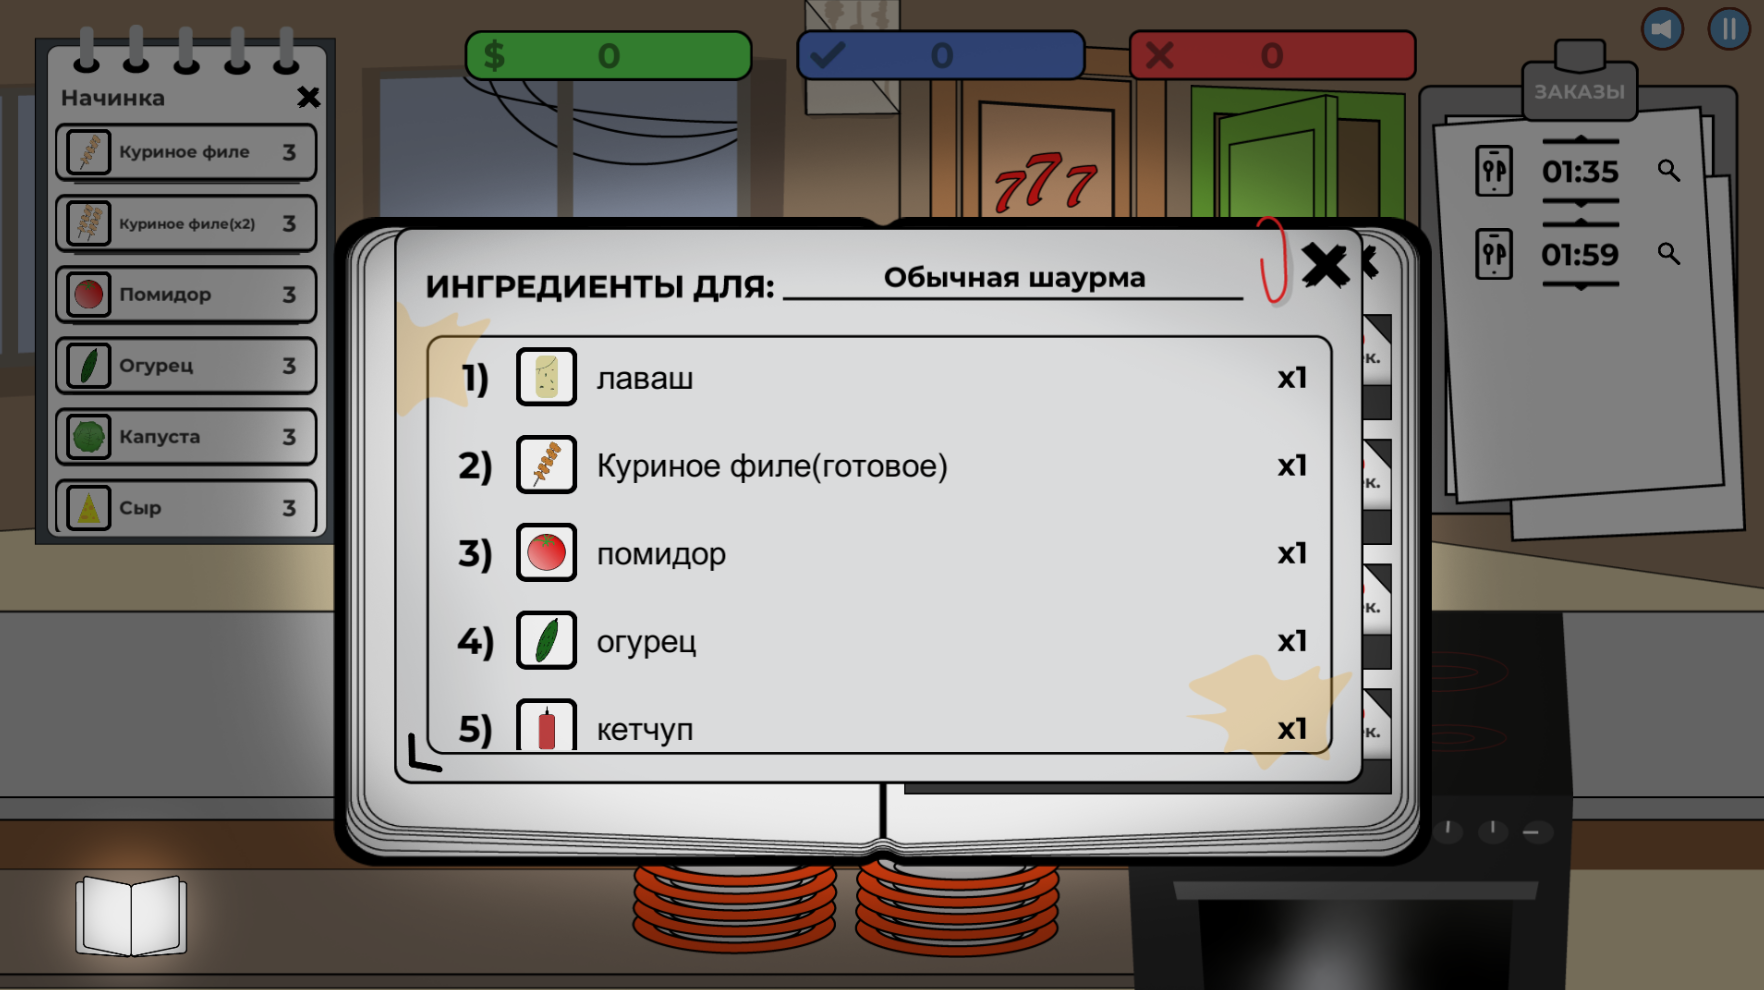 $ 0
0
0
Начинка
Куриное филе 3
Куриное филе(x2) 3
Помидор 3
Огурец 3
Капуста 3
Сыр 3
777
ЗАКАЗЫ
01:35
01:59
ИНГРЕДИЕНТЫ ДЛЯ: Обычная шаурма
1) лаваш x1
2) Куриное филе(готовое) x1
3) помидор x1
4) огурец x1
5) кетчуп x1
к.
к.
к.
к.